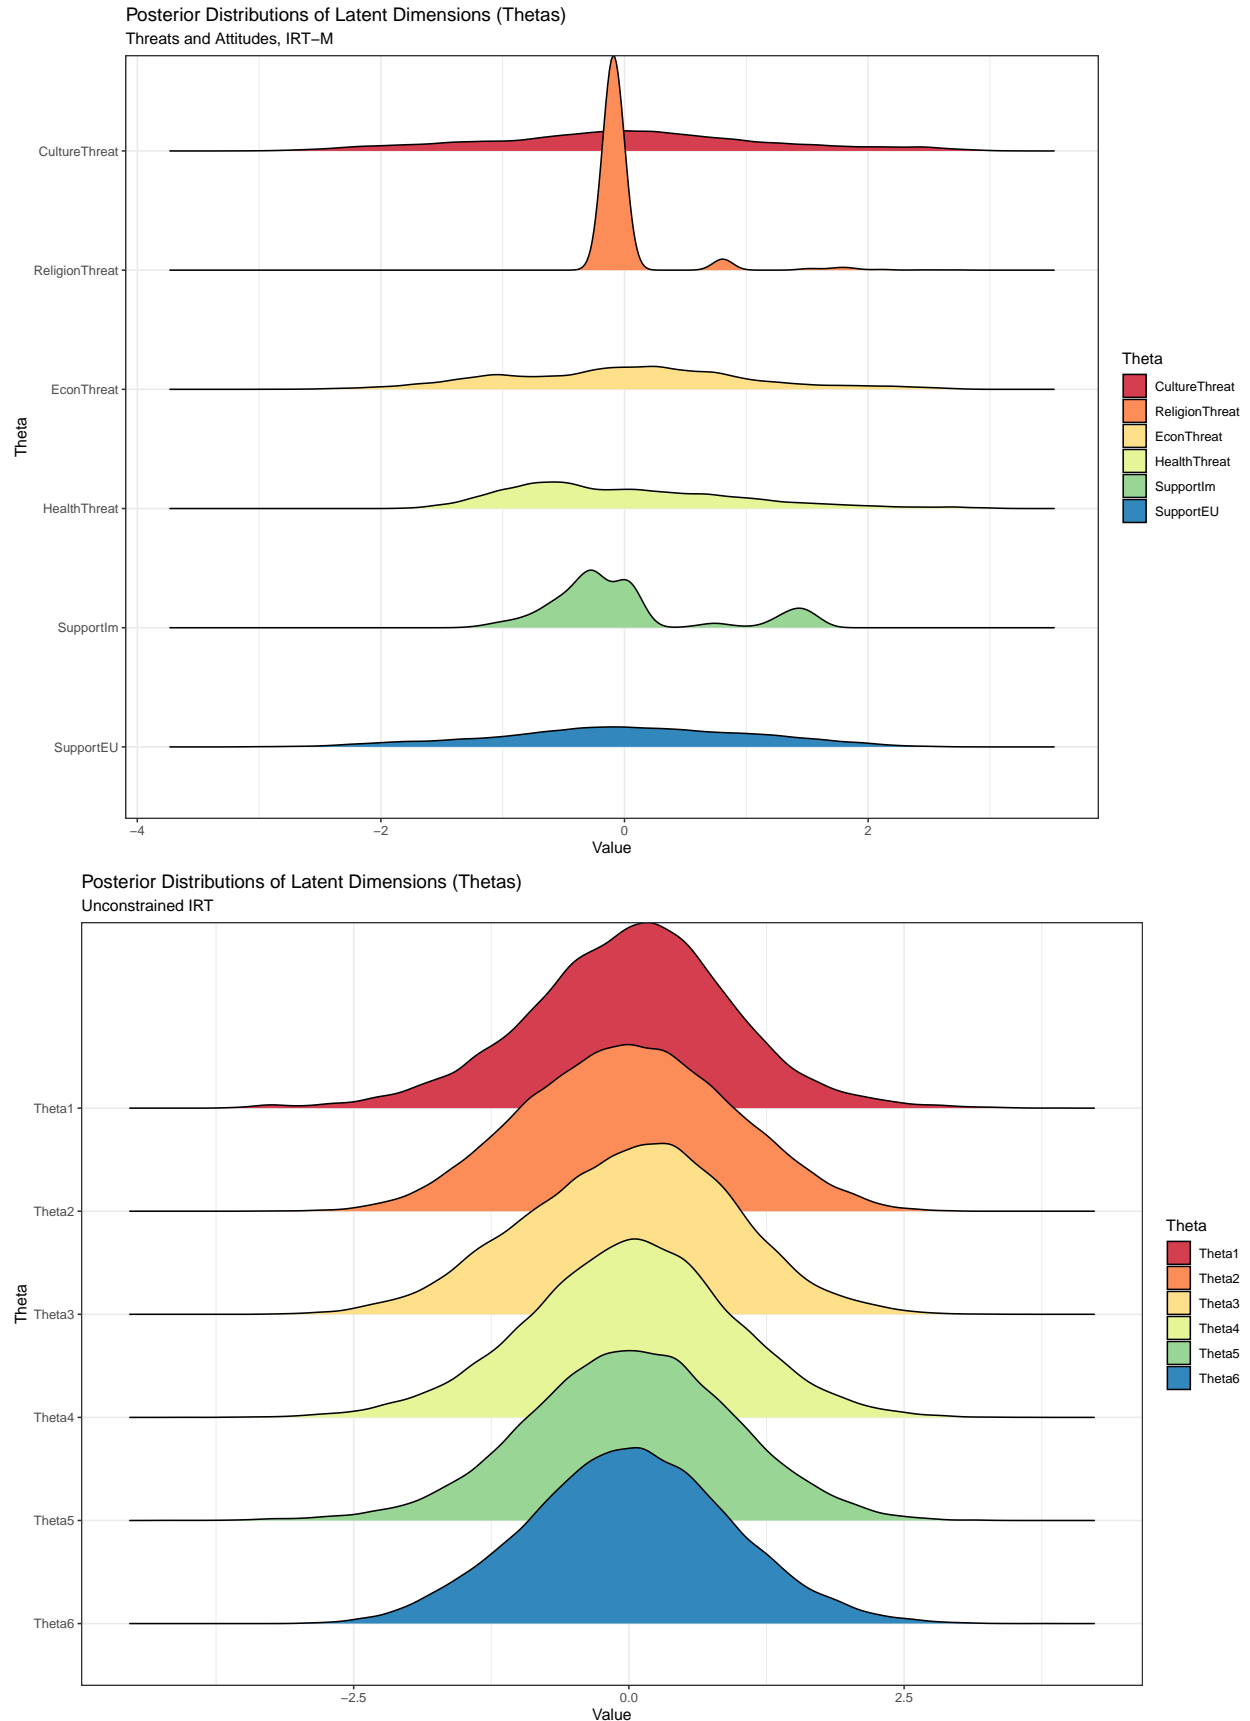 Posterior Distributions of Latent Dimensions (Thetas)
Threats and Attitudes, IRT−M
CultureThreat
ReligionThreat
EconThreat
HealthThreat
SupportIm
SupportEU
Theta
−4
−2
0
2
Value
Theta
CultureThreat
ReligionThreat
EconThreat
HealthThreat
SupportIm
SupportEU
Posterior Distributions of Latent Dimensions (Thetas)
Unconstrained IRT
Theta1
Theta2
Theta3
Theta4
Theta5
Theta6
Theta
−2.5
0.0
2.5
Value
Theta
Theta1
Theta2
Theta3
Theta4
Theta5
Theta6